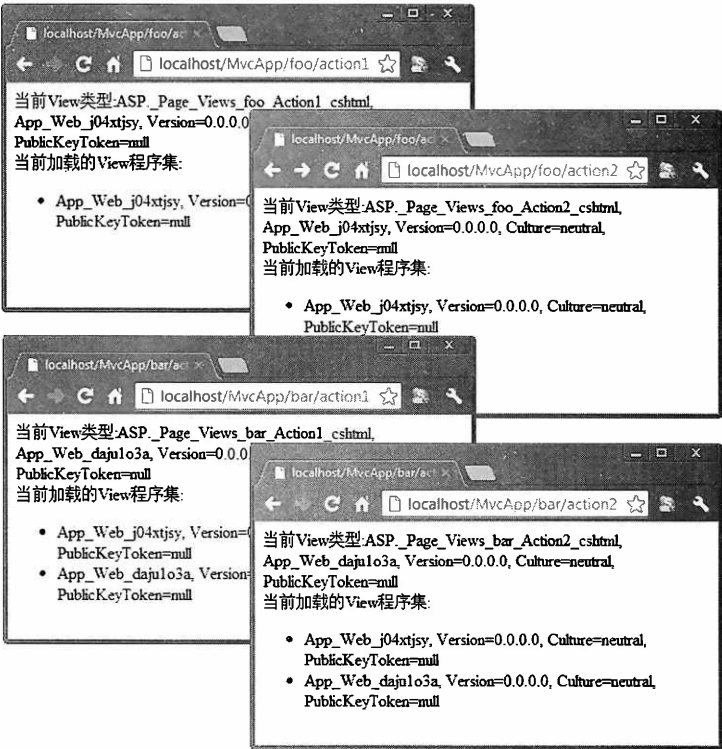 localhost/MvcApp/foo/ac
localhost/MvcApp/foo/action1
当前View类型:ASP._Page_Views_foo_Action1_cshtml,
App_Web_j04xtjsy, Version=0.0.0.0
PublicKeyToken=null
当前加载的View程序集:
App_Web_j04xtjsy, Version=
PublicKeyToken=null
localhost/MvcApp/foo/ac
localhost/MvcApp/foo/action2
当前View类型:ASP._Page_Views_foo_Action2_cshtml,
App_Web_j04xtjsy, Version=0.0.0.0, Culture=neutral,
PublicKeyToken=null
当前加载的View程序集:
• App_Web_j04xtjsy, Version=0.0.0.0, Culture=neutral,
PublicKeyToken=null
localhost/MvcApp/bar/act
localhost/MvcApp/bar/action1
当前View类型:ASP._Page_Views_bar_Action1_cshtml,
App_Web_daju1o3a, Version=0.0.0
PublicKeyToken=null
当前加载的View程序集:
• App_Web_j04xtjsy, Version=
PublicKeyToken=null
• App_Web_daju1o3a, Version=
PublicKeyToken=null
localhost/MvcApp/bar/act
localhost/MvcApp/bar/action2
当前View类型:ASP._Page_Views_bar_Action2_cshtml,
App_Web_daju1o3a, Version=0.0.0.0, Culture=neutral,
PublicKeyToken=null
当前加载的View程序集:
• App_Web_j04xtjsy, Version=0.0.0.0, Culture=neutral,
PublicKeyToken=null
• App_Web_daju1o3a, Version=0.0.0.0, Culture=neutral,
PublicKeyToken=null